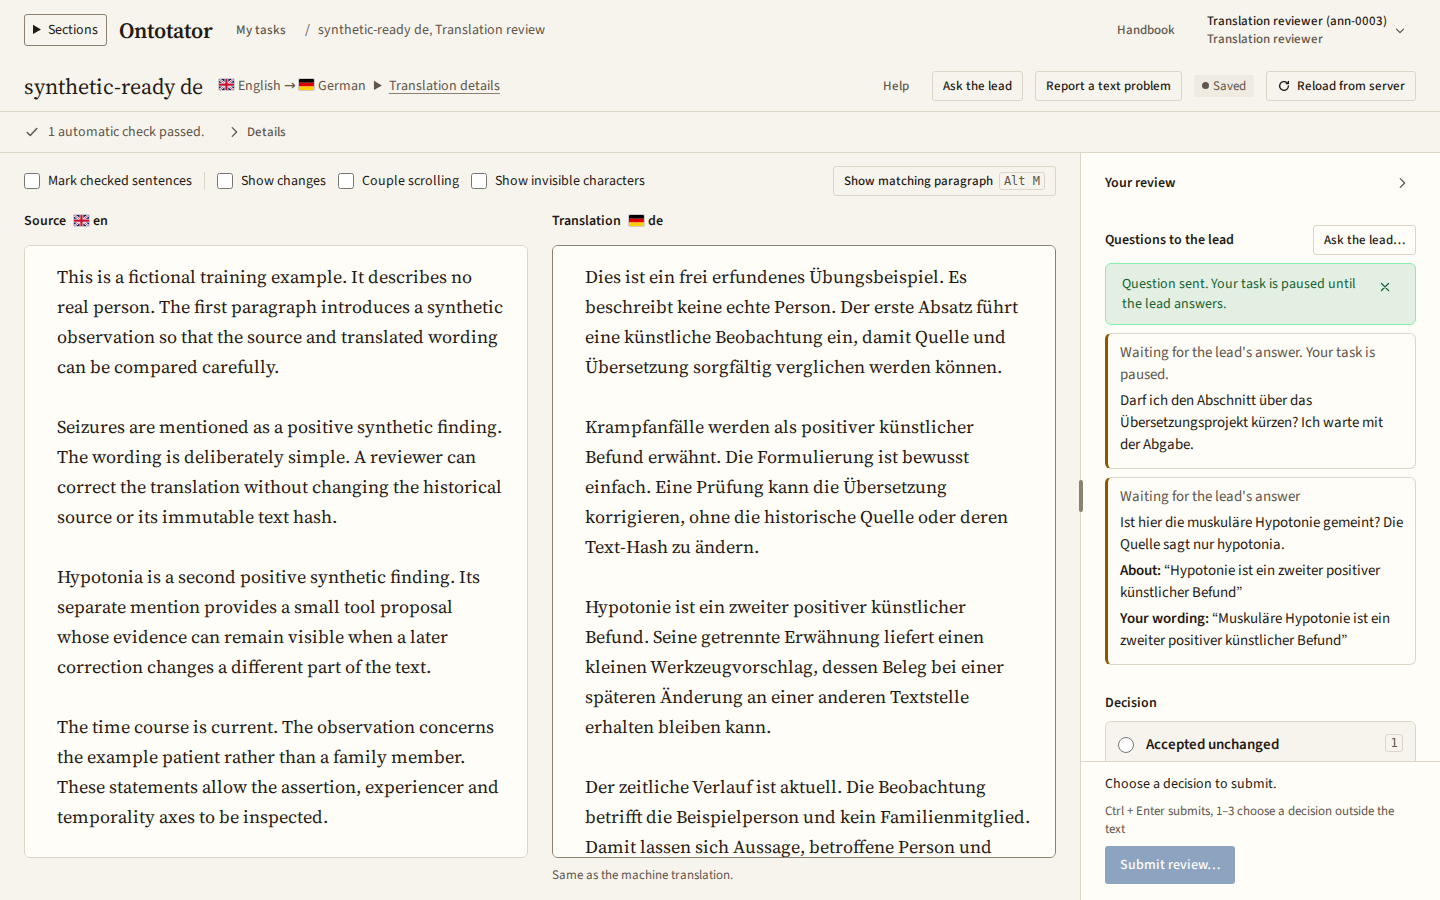 Sections
Ontotator
My tasks
/ synthetic-ready de, Translation review
Handbook
Translation reviewer (ann-0003)
Translation reviewer
synthetic-ready de
English → German
Translation details
Help
Ask the lead
Report a text problem
Saved
Reload from server
1 automatic check passed.
Details
Mark checked sentences
Show changes
Couple scrolling
Show invisible characters
Show matching paragraph Alt M
Source en
This is a fictional training example. It describes no
real person. The first paragraph introduces a synthetic
observation so that the source and translated wording
can be compared carefully.
Seizures are mentioned as a positive synthetic finding.
The wording is deliberately simple. A reviewer can
correct the translation without changing the historical
source or its immutable text hash.
Hypotonia is a second positive synthetic finding. Its
separate mention provides a small tool proposal
whose evidence can remain visible when a later
correction changes a different part of the text.
The time course is current. The observation concerns
the example patient rather than a family member.
These statements allow the assertion, experiencer and
temporality axes to be inspected.
Translation de
Dies ist ein frei erfundenes Übungsbeispiel. Es
beschreibt keine echte Person. Der erste Absatz führt
eine künstliche Beobachtung ein, damit Quelle und
Übersetzung sorgfältig verglichen werden können.
Krampfanfälle werden als positiver künstlicher
Befund erwähnt. Die Formulierung ist bewusst
einfach. Eine Prüfung kann die Übersetzung
korrigieren, ohne die historische Quelle oder deren
Text-Hash zu ändern.
Hypotonie ist ein zweiter positiver künstlicher
Befund. Seine getrennte Erwähnung liefert einen
kleinen Werkzeugvorschlag, dessen Beleg bei einer
späteren Änderung an einer anderen Textstelle
erhalten bleiben kann.
Der zeitliche Verlauf ist aktuell. Die Beobachtung
betrifft die Beispielperson und kein Familienmitglied.
Damit lassen sich Aussage, betroffene Person und
Same as the machine translation.
Your review
Questions to the lead
Ask the lead…
Question sent. Your task is paused until
the lead answers.
Waiting for the lead's answer. Your task is
paused.
Darf ich den Abschnitt über das
Übersetzungsprojekt kürzen? Ich warte mit
der Abgabe.
Waiting for the lead's answer
Ist hier die muskuläre Hypotonie gemeint? Die
Quelle sagt nur hypotonia.
About: “Hypotonie ist ein zweiter positiver
künstlicher Befund”
Your wording: “Muskuläre Hypotonie ist ein
zweiter positiver künstlicher Befund”
Decision
Accepted unchanged 1
Choose a decision to submit.
Ctrl + Enter submits, 1–3 choose a decision outside the
text
Submit review…